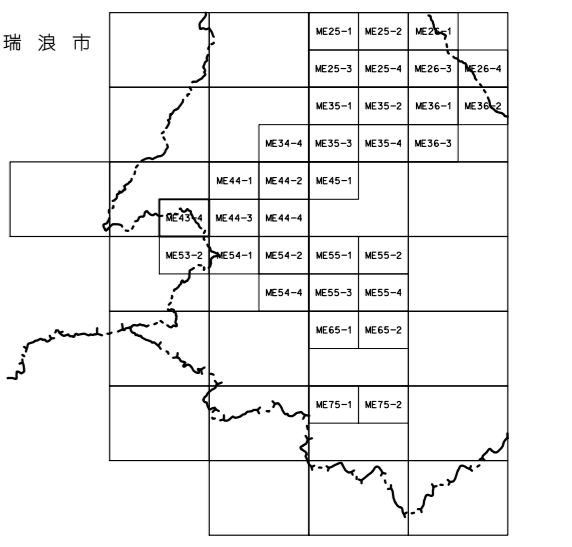 ME25-1 ME25-2 ME26-1
瑞浪市
ME25-3 ME25-4 ME26-3 ME26-4
ME35-1 ME35-2 ME36-1 ME36-2
ME34-4 ME35-3 ME35-4 ME36-3
ME44-1 ME44-2 ME45-1
ME43-4 ME44-3 ME44-4
ME53-2 ME54-1 ME54-2 ME55-1 ME55-2
ME54-4 ME55-3 ME55-4
ME65-1 ME65-2
ME75-1 ME75-2